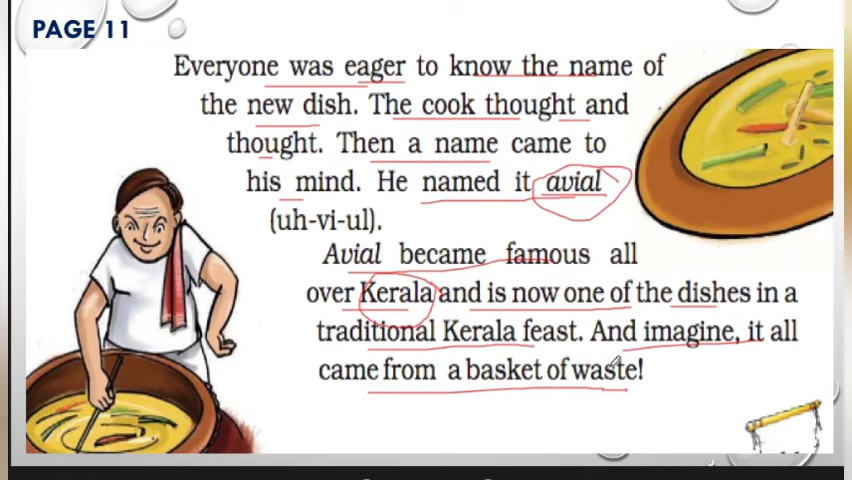 PAGE 11
Everyone was eager to know the name of
the new dish. The cook thought and
thought. Then a name came to
his mind. He named it avial
(uh-vi-ul).
Avial became famous all
over Kerala and is now one of the dishes in a
traditional Kerala feast. And imagine, it all
came from a basket of waste!